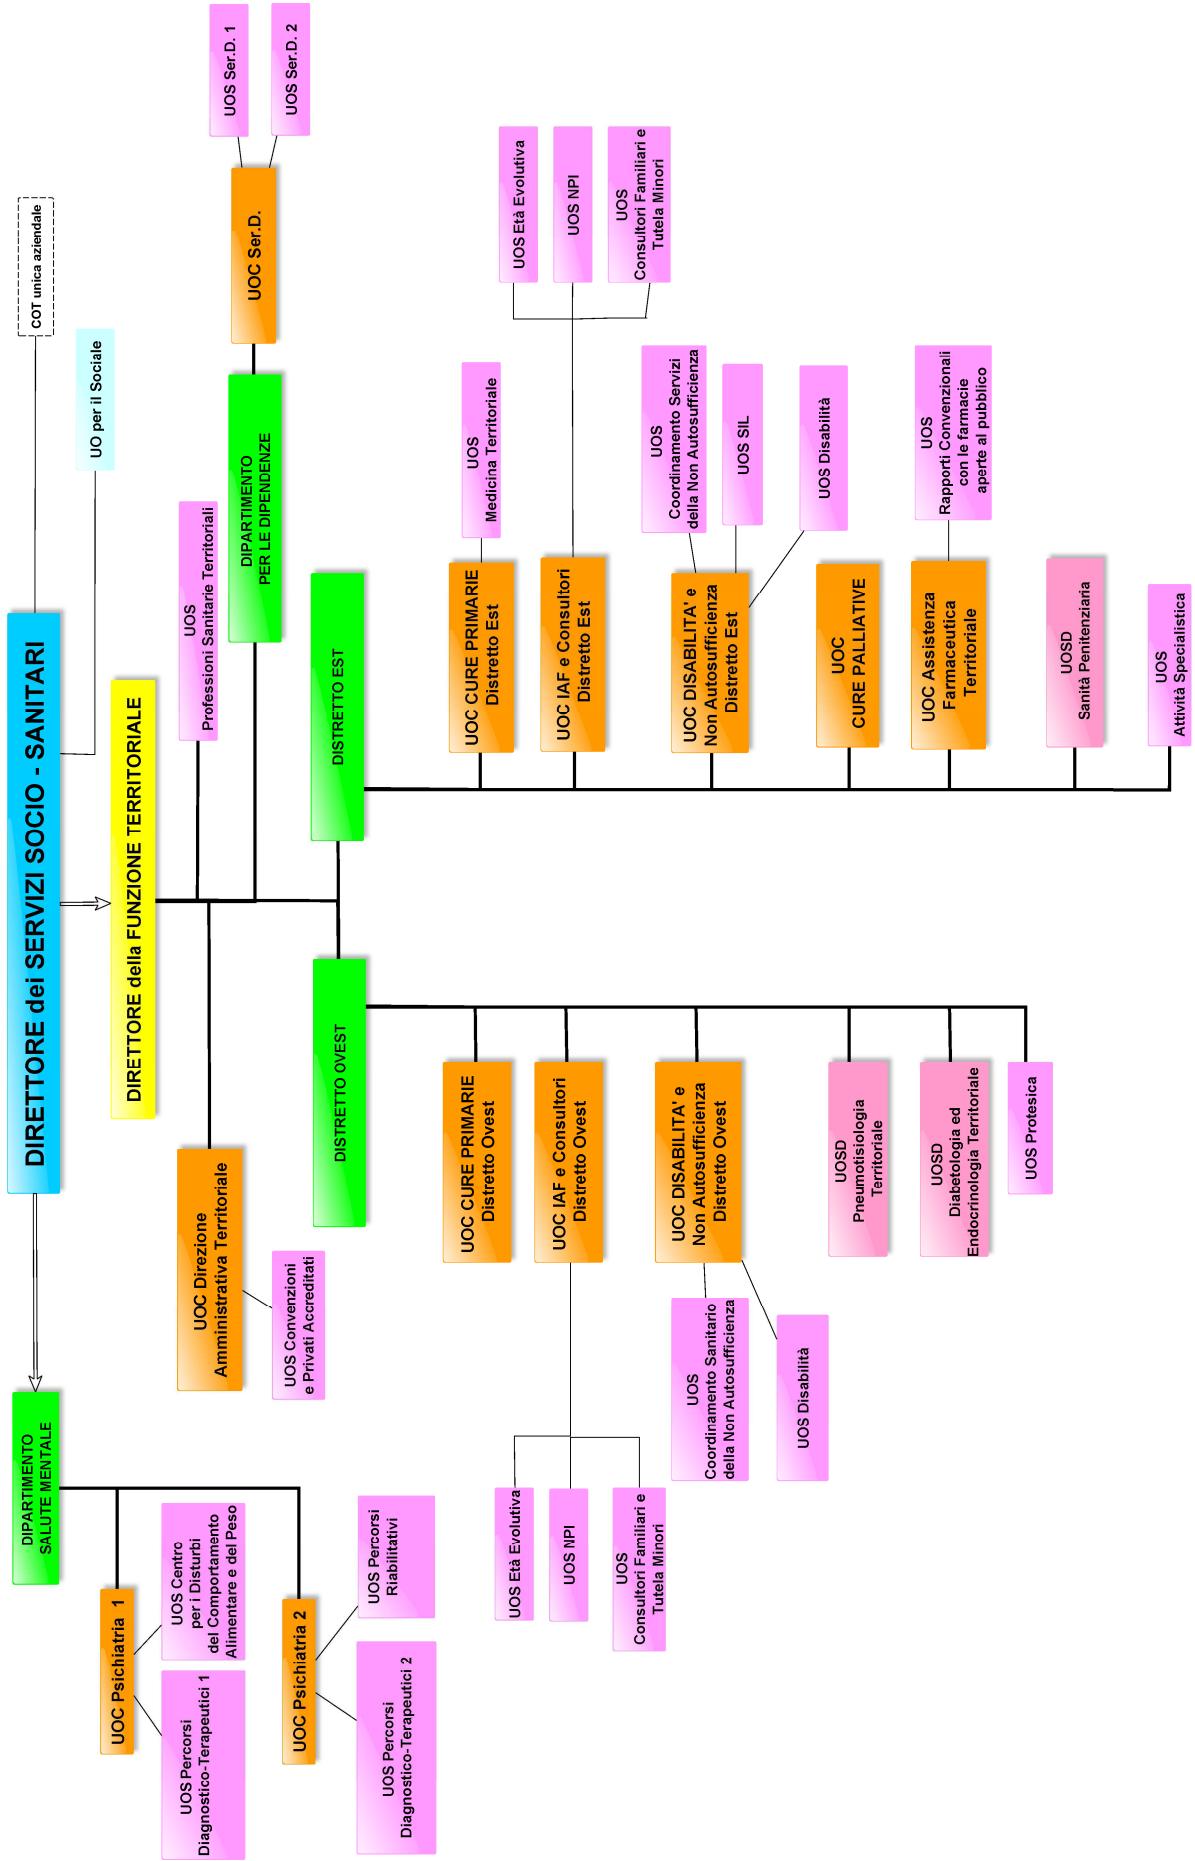 DIRETTORE dei SERVIZI SOCIO - SANITARI
COT unica aziendale
UO per il Sociale
DIPARTIMENTO
SALUTE MENTALE
UOC Psichiatria 1
UOS Percorsi
Diagnostico-Terapeutici 1
UOS Centro
per i Disturbi
del Comportamento
Alimentare e del Peso
UOC Psichiatria 2
UOS Percorsi
Diagnostico-Terapeutici 2
UOS Percorsi
Riabilitativi
DIRETTORE della FUNZIONE TERRITORIALE
UOC Direzione
Amministrativa Territoriale
UOS Convenzioni
e Privati Accreditati
UOS
Professioni Sanitarie Territoriali
DIPARTIMENTO
PER LE DIPENDENZE
UOC Ser.D.
UOS Ser.D. 1
UOS Ser.D. 2
DISTRETTO OVEST
UOC CURE PRIMARIE
Distretto Ovest
UOC IAF e Consultori
Distretto Ovest
UOS Età Evolutiva
UOS NPI
UOS
Consultori Familiari e
Tutela Minori
UOC DISABILITA' e
Non Autosufficienza
Distretto Ovest
UOS
Coordinamento Sanitario
della Non Autosufficienza
UOS Disabilità
UOSD
Pneumotisiologia
Territoriale
UOSD
Diabetologia ed
Endocrinologia Territoriale
UOS Protesica
DISTRETTO EST
UOC CURE PRIMARIE
Distretto Est
UOS
Medicina Territoriale
UOC IAF e Consultori
Distretto Est
UOS Età Evolutiva
UOS NPI
UOS
Consultori Familiari e
Tutela Minori
UOC DISABILITA' e
Non Autosufficienza
Distretto Est
UOS
Coordinamento Servizi
della Non Autosufficienza
UOS SIL
UOS Disabilità
UOC
CURE PALLIATIVE
UOC Assistenza
Farmaceutica
Territoriale
UOS
Rapporti Convenzionali
con le farmacie
aperte al pubblico
UOSD
Sanità Penitenziaria
UOS
Attività Specialistica